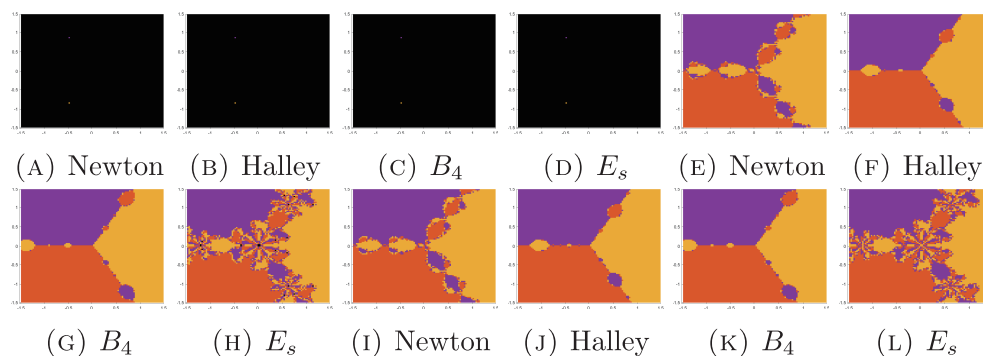 (A) Newton (B) Halley (C) B₄ (D) Eₛ (E) Newton (F) Halley
(G) B₄ (H) Eₛ (I) Newton (J) Halley (K) B₄ (L) Eₛ